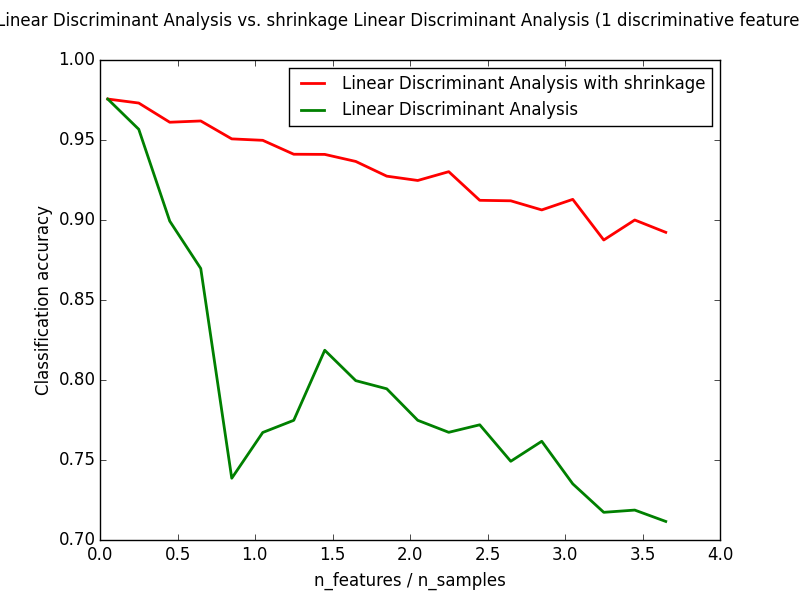 Linear Discriminant Analysis vs. shrinkage Linear Discriminant Analysis (1 discriminative feature
1.00
Linear Discriminant Analysis with shrinkage
Linear Discriminant Analysis
0.95
0.90
0.85
0.80
0.75
0.70
Classification accuracy
0.0 0.5 1.0 1.5 2.0 2.5 3.0 3.5 4.0
n_features / n_samples